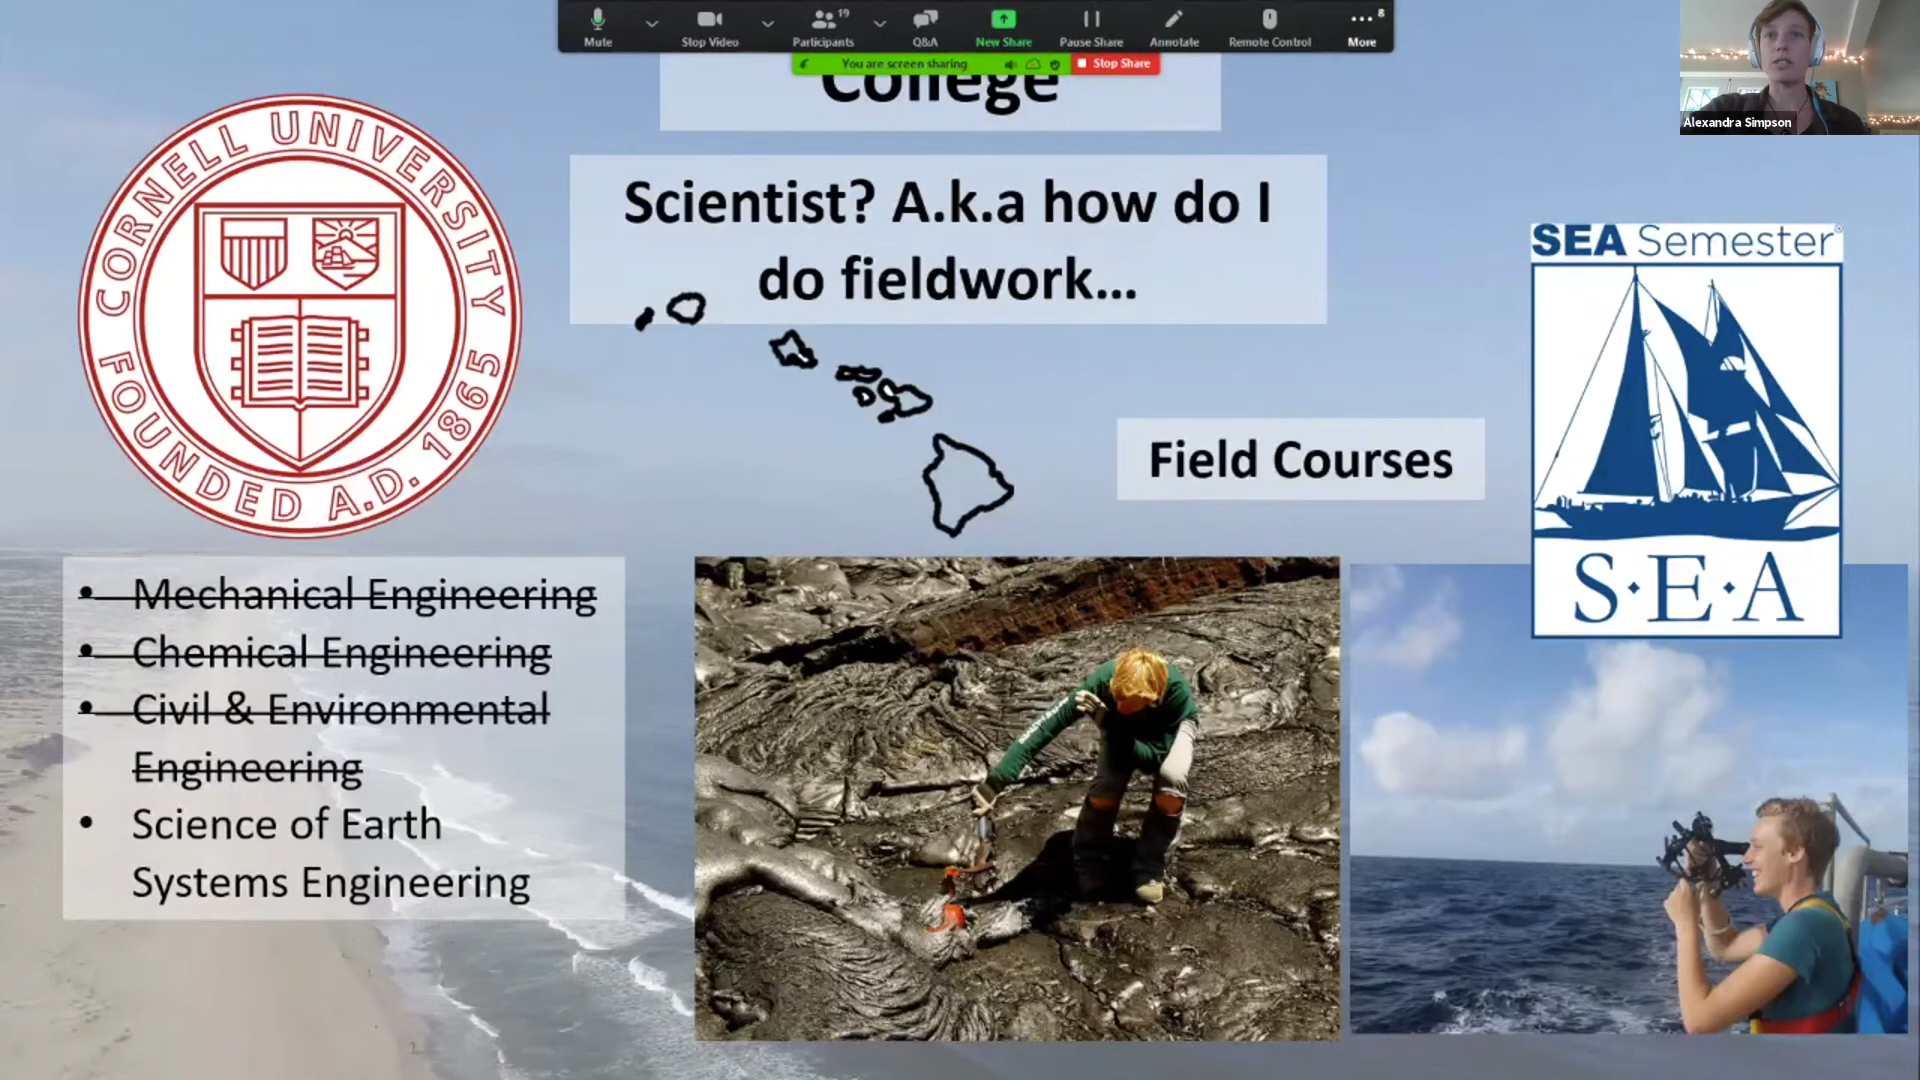 Mute
Stop Video
Participants
19
Q&A
New Share
Pause Share
Annotate
Remote Control
More
8
You are screen sharing
Stop Share
Alexandra Simpson
College
Scientist? A.k.a how do I
do fieldwork...
CORNELL UNIVERSITY
FOUNDED A.D. 1865
SEA Semester®
S·E·A
Field Courses
• Mechanical Engineering
• Chemical Engineering
• Civil & Environmental
Engineering
• Science of Earth
Systems Engineering